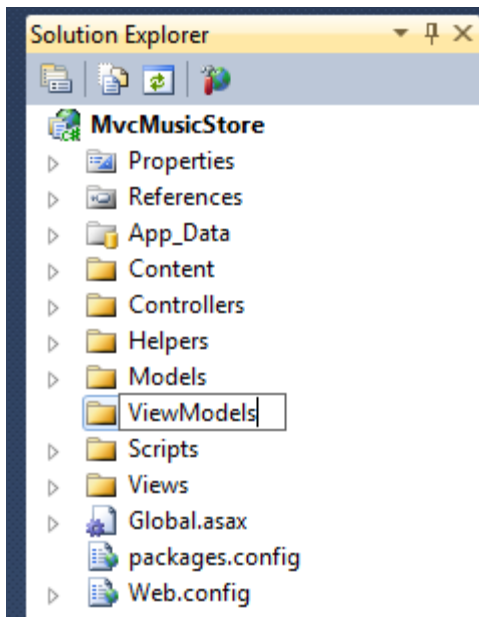 Solution Explorer
MvcMusicStore
Properties
References
App_Data
Content
Controllers
Helpers
Models
ViewModels
Scripts
Views
Global.asax
packages.config
Web.config